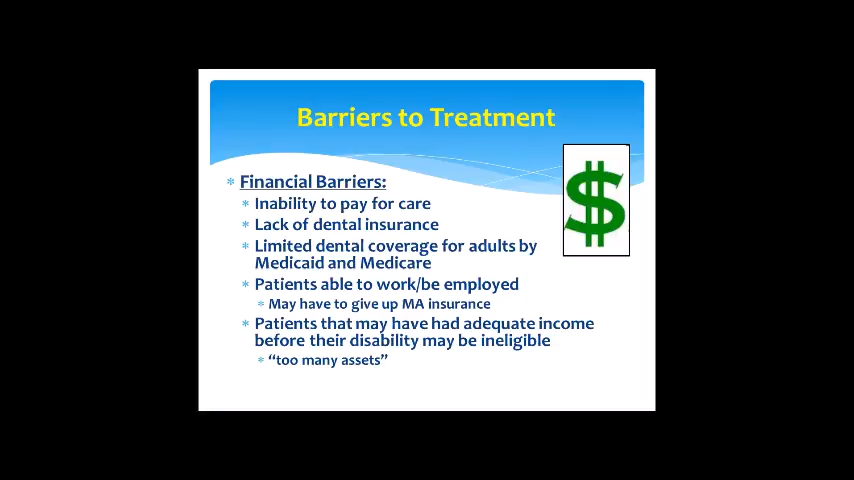 Barriers to Treatment
* Financial Barriers:
* Inability to pay for care
* Lack of dental insurance
* Limited dental coverage for adults by
Medicaid and Medicare
* Patients able to work/be employed
* May have to give up MA insurance
* Patients that may have had adequate income
before their disability may be ineligible
* “too many assets”
$